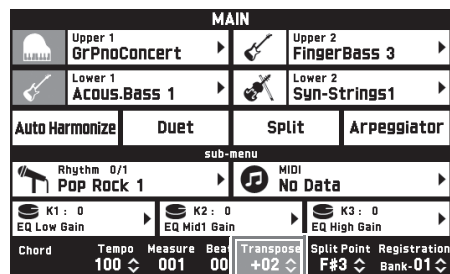 MAIN
Upper 1
GrPnoConcert
Upper 2
FingerBass 3
Lower 1
Acous.Bass 1
Lower 2
Syn-Strings1
Auto Harmonize Duet Split Arpeggiator
sub-menu
Rhythm 0/1
Pop Rock 1
MIDI
No Data
K1 : 0
EQ Low Gain
K2 : 0
EQ Mid1 Gain
K3 : 0
EQ High Gain
Chord Tempo Measure Beat Transpose Split Point Registration
100 001 00 +02 F#3 Bank-01